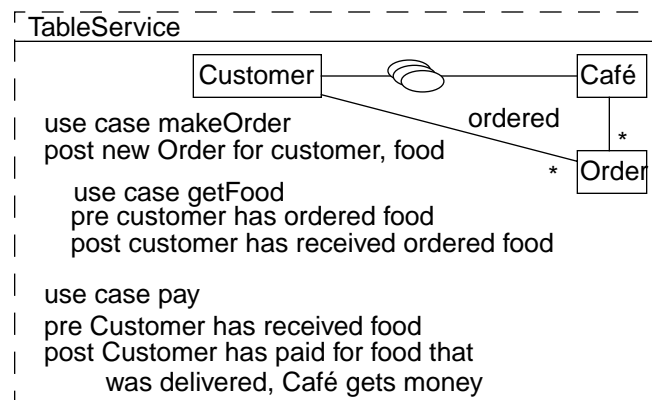 TableService
Customer
Café
ordered
*
* Order
use case makeOrder
post new Order for customer, food
use case getFood
pre customer has ordered food
post customer has received ordered food
use case pay
pre Customer has received food
post Customer has paid for food that
was delivered, Café gets money